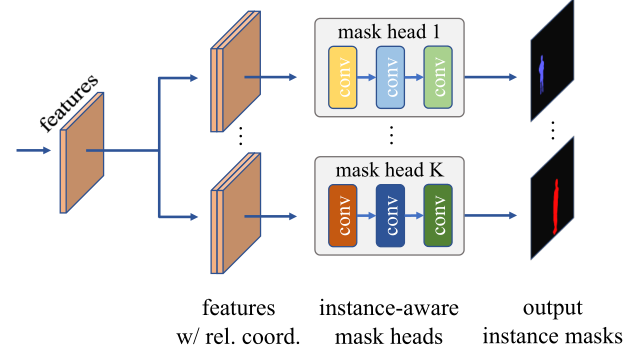 features
mask head 1
conv
conv
conv
mask head K
conv
conv
conv
features
w/ rel. coord.
instance-aware
mask heads
output
instance masks